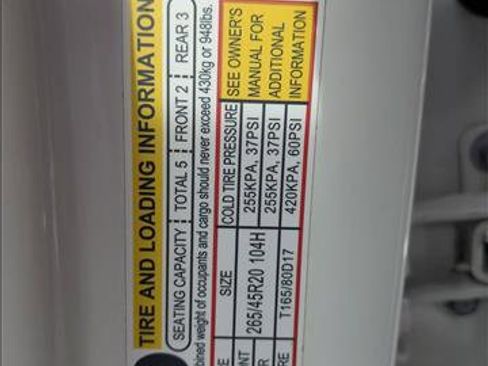 TIRE AND LOADING INFORMATION
SEATING CAPACITY TOTAL 5 FRONT 2 REAR 3
bined weight of occupants and cargo should never exceed 430kg or 948lbs.
E SIZE COLD TIRE PRESSURE SEE OWNER'S
NT 265/45R20 104H 255KPA, 37PSI MANUAL FOR
R 255KPA, 37PSI ADDITIONAL
RE T165/80D17 420KPA, 60PSI INFORMATION